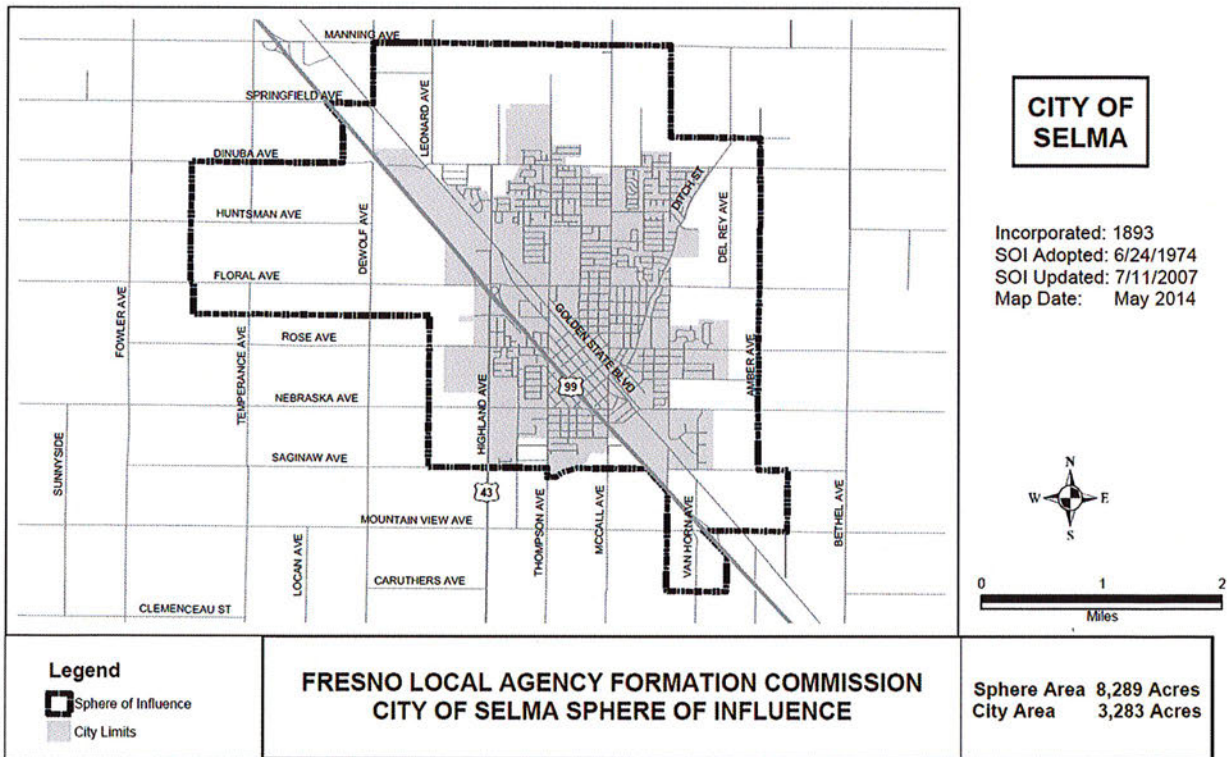 MANNING AVE
SPRINGFIELD AVE
LEONARD AVE
DINUBA AVE
DITCH ST
DEL REY AVE
HUNTSMAN AVE
DEWOLF AVE
FLORAL AVE
FOWLER AVE
TEMPERANCE AVE
ROSE AVE
GOLDEN STATE BLVD
99
AMBER AVE
NEBRASKA AVE
HIGHLAND AVE
SUNNYSIDE
SAGINAW AVE
43
THOMPSON AVE
MCCALL AVE
VAN HORN AVE
BETHEL AVE
MOUNTAIN VIEW AVE
LOCAN AVE
CARUTHERS AVE
CLEMENCEAU ST
CITY OF
SELMA
Incorporated: 1893
SOI Adopted: 6/24/1974
SOI Updated: 7/11/2007
Map Date: May 2014
N
W E
S
0 1 2
Miles
Legend
Sphere of Influence
City Limits
FRESNO LOCAL AGENCY FORMATION COMMISSION
CITY OF SELMA SPHERE OF INFLUENCE
Sphere Area 8,289 Acres
City Area 3,283 Acres